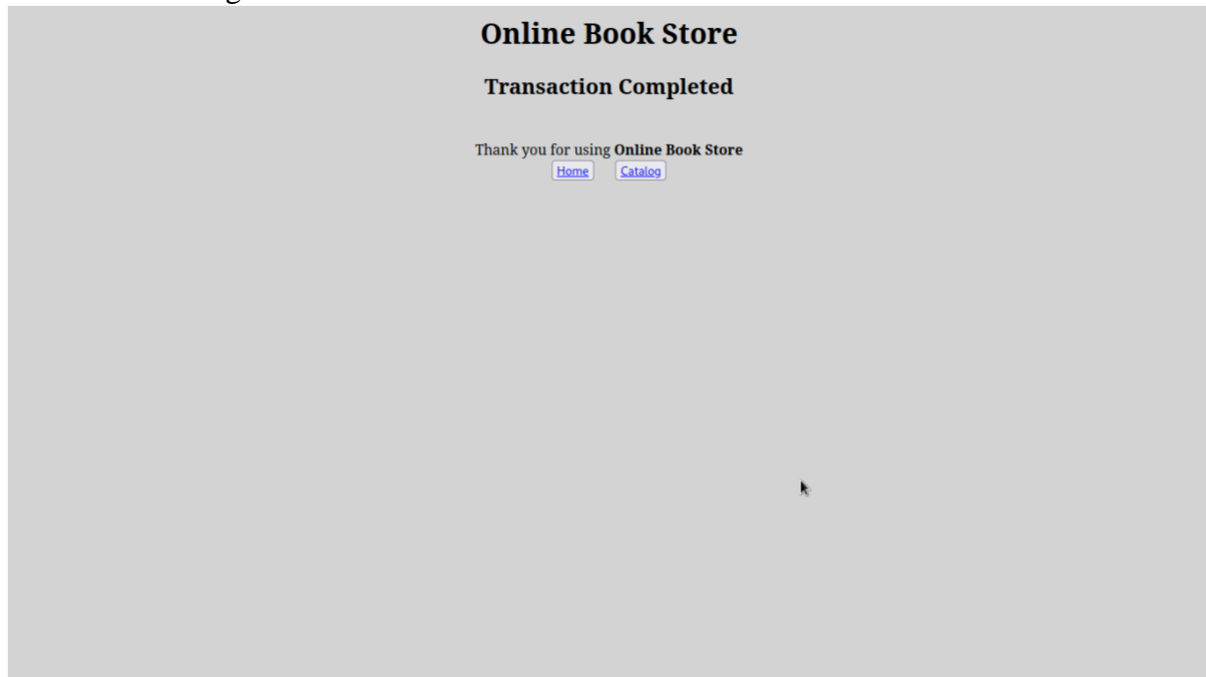 Online Book Store
Transaction Completed
Thank you for using Online Book Store
Home Catalog